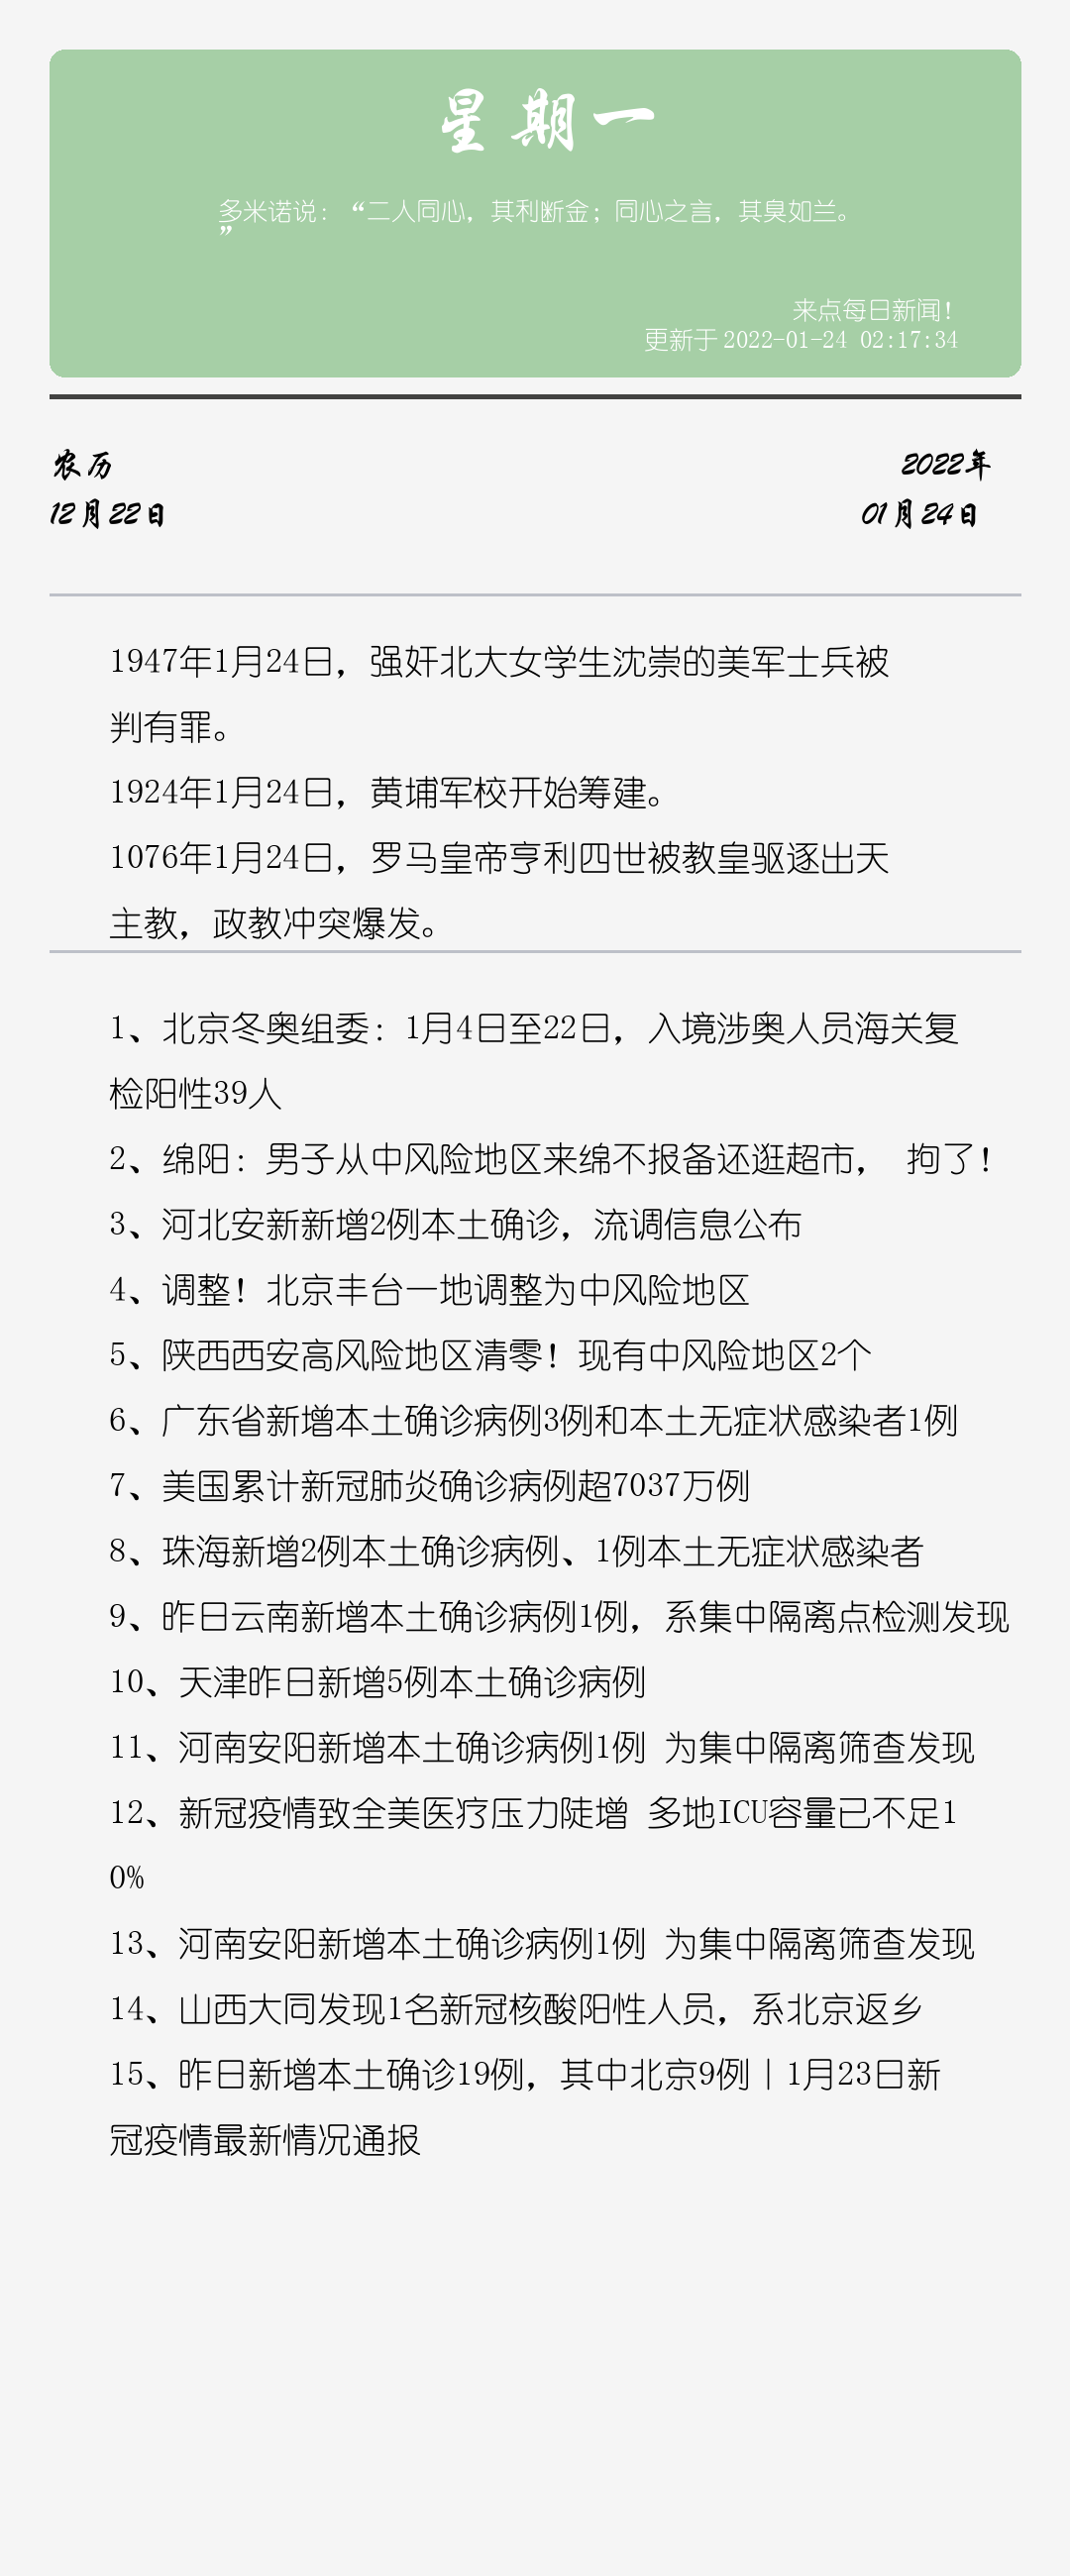 星期一
多米诺说：“二人同心，其利断金；同心之言，其臭如兰。
”
来点每日新闻！
更新于2022-01-24 02:17:34
农历
2022年
12月22日
01月24日
1947年1月24日，强奸北大女学生沈崇的美军士兵被
判有罪。
1924年1月24日，黄埔军校开始筹建。
1076年1月24日，罗马皇帝亨利四世被教皇驱逐出天
主教，政教冲突爆发。
1、北京冬奥组委：1月4日至22日，入境涉奥人员海关复
检阳性39人
2、绵阳：男子从中风险地区来绵不报备还逛超市， 拘了！
3、河北安新新增2例本土确诊，流调信息公布
4、调整！北京丰台一地调整为中风险地区
5、陕西西安高风险地区清零！现有中风险地区2个
6、广东省新增本土确诊病例3例和本土无症状感染者1例
7、美国累计新冠肺炎确诊病例超7037万例
8、珠海新增2例本土确诊病例、1例本土无症状感染者
9、昨日云南新增本土确诊病例1例，系集中隔离点检测发现
10、天津昨日新增5例本土确诊病例
11、河南安阳新增本土确诊病例1例 为集中隔离筛查发现
12、新冠疫情致全美医疗压力陡增 多地ICU容量已不足1
0%
13、河南安阳新增本土确诊病例1例 为集中隔离筛查发现
14、山西大同发现1名新冠核酸阳性人员，系北京返乡
15、昨日新增本土确诊19例，其中北京9例丨1月23日新
冠疫情最新情况通报